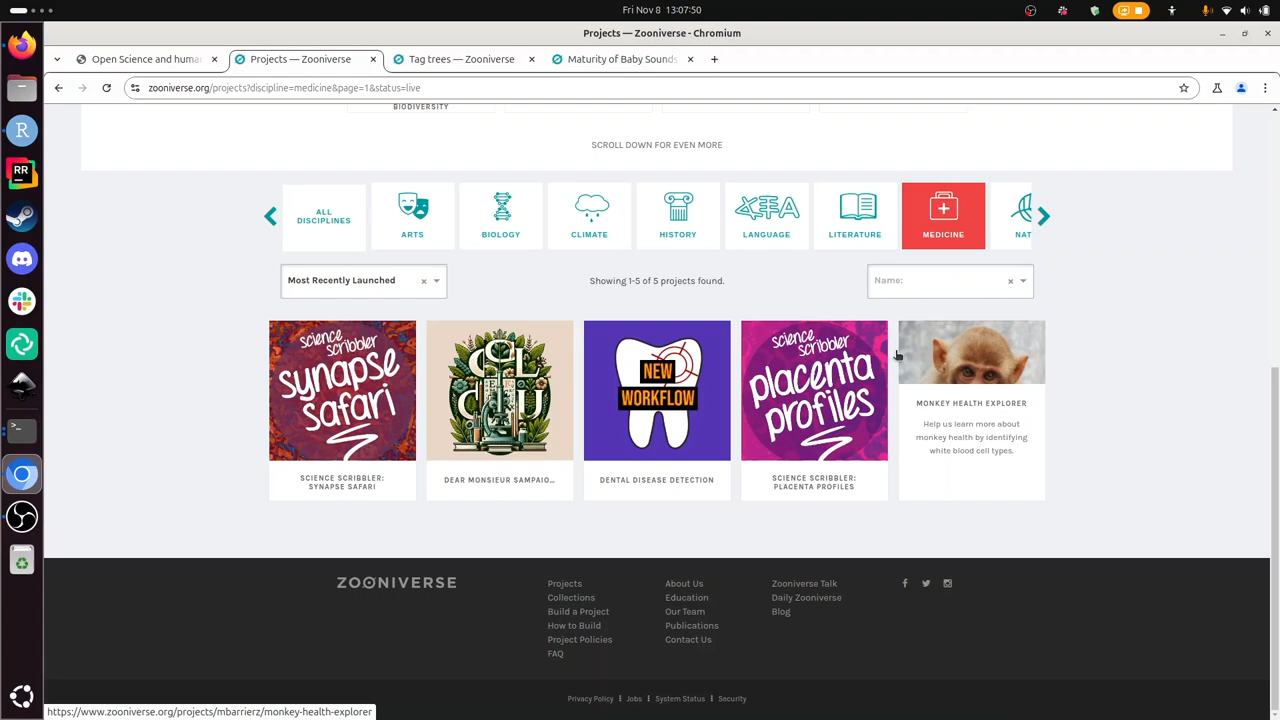 Fri Nov 8 13:07:50
Projects — Zooniverse - Chromium
Open Science and huma
Projects — Zooniverse
Tag trees — Zooniverse
Maturity of Baby Sounds
zooniverse.org/projects?discipline=medicine&page=1&status=live
BIODIVERSITY
SCROLL DOWN FOR EVEN MORE
ALL DISCIPLINES
ARTS
BIOLOGY
CLIMATE
HISTORY
LANGUAGE
LITERATURE
MEDICINE
NAT
Most Recently Launched
Showing 1-5 of 5 projects found.
Name:
science scribbler
synapse safari
CL
CU
NEW
WORKFLOW
science scribbler
placenta profiles
SCIENCE SCRIBBLER:
SYNAPSE SAFARI
DEAR MONSIEUR SAMPAIO...
DENTAL DISEASE DETECTION
SCIENCE SCRIBBLER:
PLACENTA PROFILES
MONKEY HEALTH EXPLORER
Help us learn more about
monkey health by identifying
white blood cell types.
ZOONIVERSE
Projects
Collections
Build a Project
How to Build
Project Policies
FAQ
About Us
Education
Our Team
Publications
Contact Us
Zooniverse Talk
Daily Zooniverse
Blog
Privacy Policy
Jobs
System Status
Security
https://www.zooniverse.org/projects/mbarrierz/monkey-health-explorer